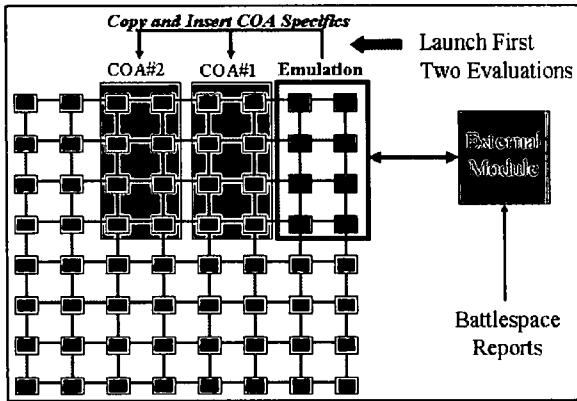 Copy and Insert COA Specifics
COA#2
COA#1
Emulation
Launch First
Two Evaluations
External
Module
Battlespace
Reports